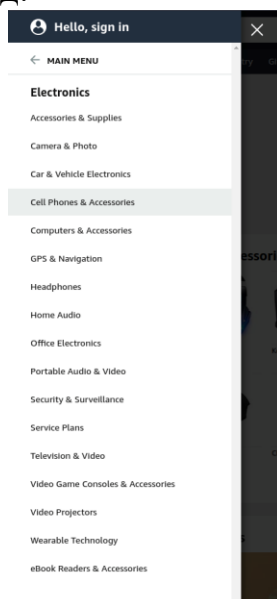 Hello, sign in
MAIN MENU
Electronics
Accessories & Supplies
Camera & Photo
Car & Vehicle Electronics
Cell Phones & Accessories
Computers & Accessories
GPS & Navigation
Headphones
Home Audio
Office Electronics
Portable Audio & Video
Security & Surveillance
Service Plans
Television & Video
Video Game Consoles & Accessories
Video Projectors
Wearable Technology
eBook Readers & Accessories